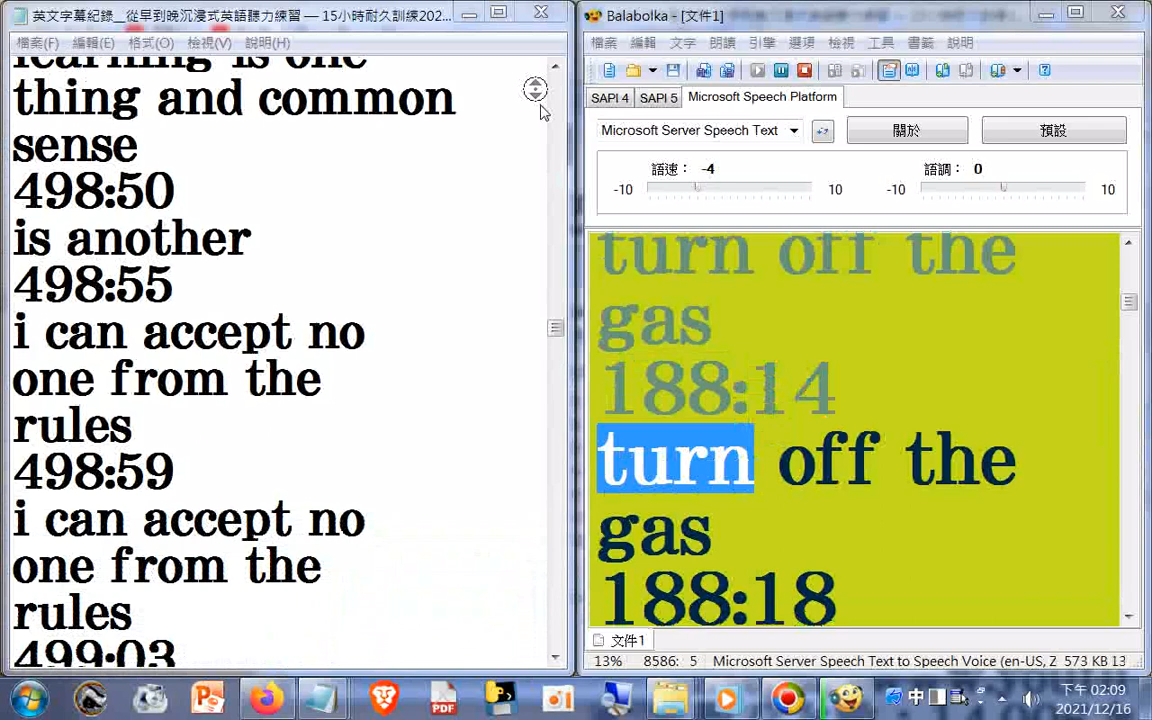 英文字幕紀錄__從早到晚沉浸式英語聽力練習 — 15小時耐久訓練202...
檔案(F) 編輯(E) 格式(O) 檢視(V) 說明(H)
learning is one
thing and common
sense
498:50
is another
498:55
i can accept no
one from the
rules
498:59
i can accept no
one from the
rules
499:03
Balabolka - [文件1]
檔案 編輯 文字 朗讀 引擎 選項 檢視 工具 書籤 說明
SAPI 4 SAPI 5 Microsoft Speech Platform
Microsoft Server Speech Text 關於 預設
語速： -4 語調： 0
-10 10 -10 10
turn off the
gas
188:14
turn off the
gas
188:18
文件1
13% 8586: 5 Microsoft Server Speech Text to Speech Voice (en-US, Z 573 KB 13
PDF
中
下午 02:09
2021/12/16